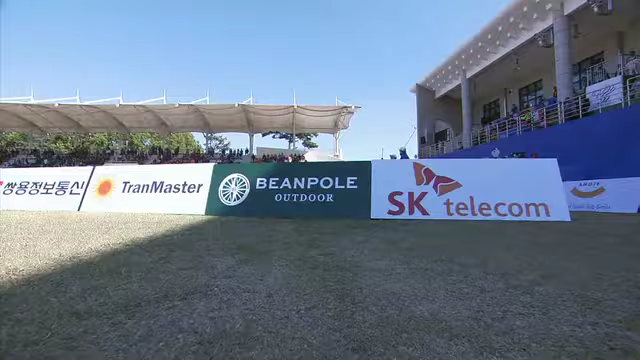 쌍용정보통신
TranMaster
BEANPOLE
OUTDOOR
SK telecom